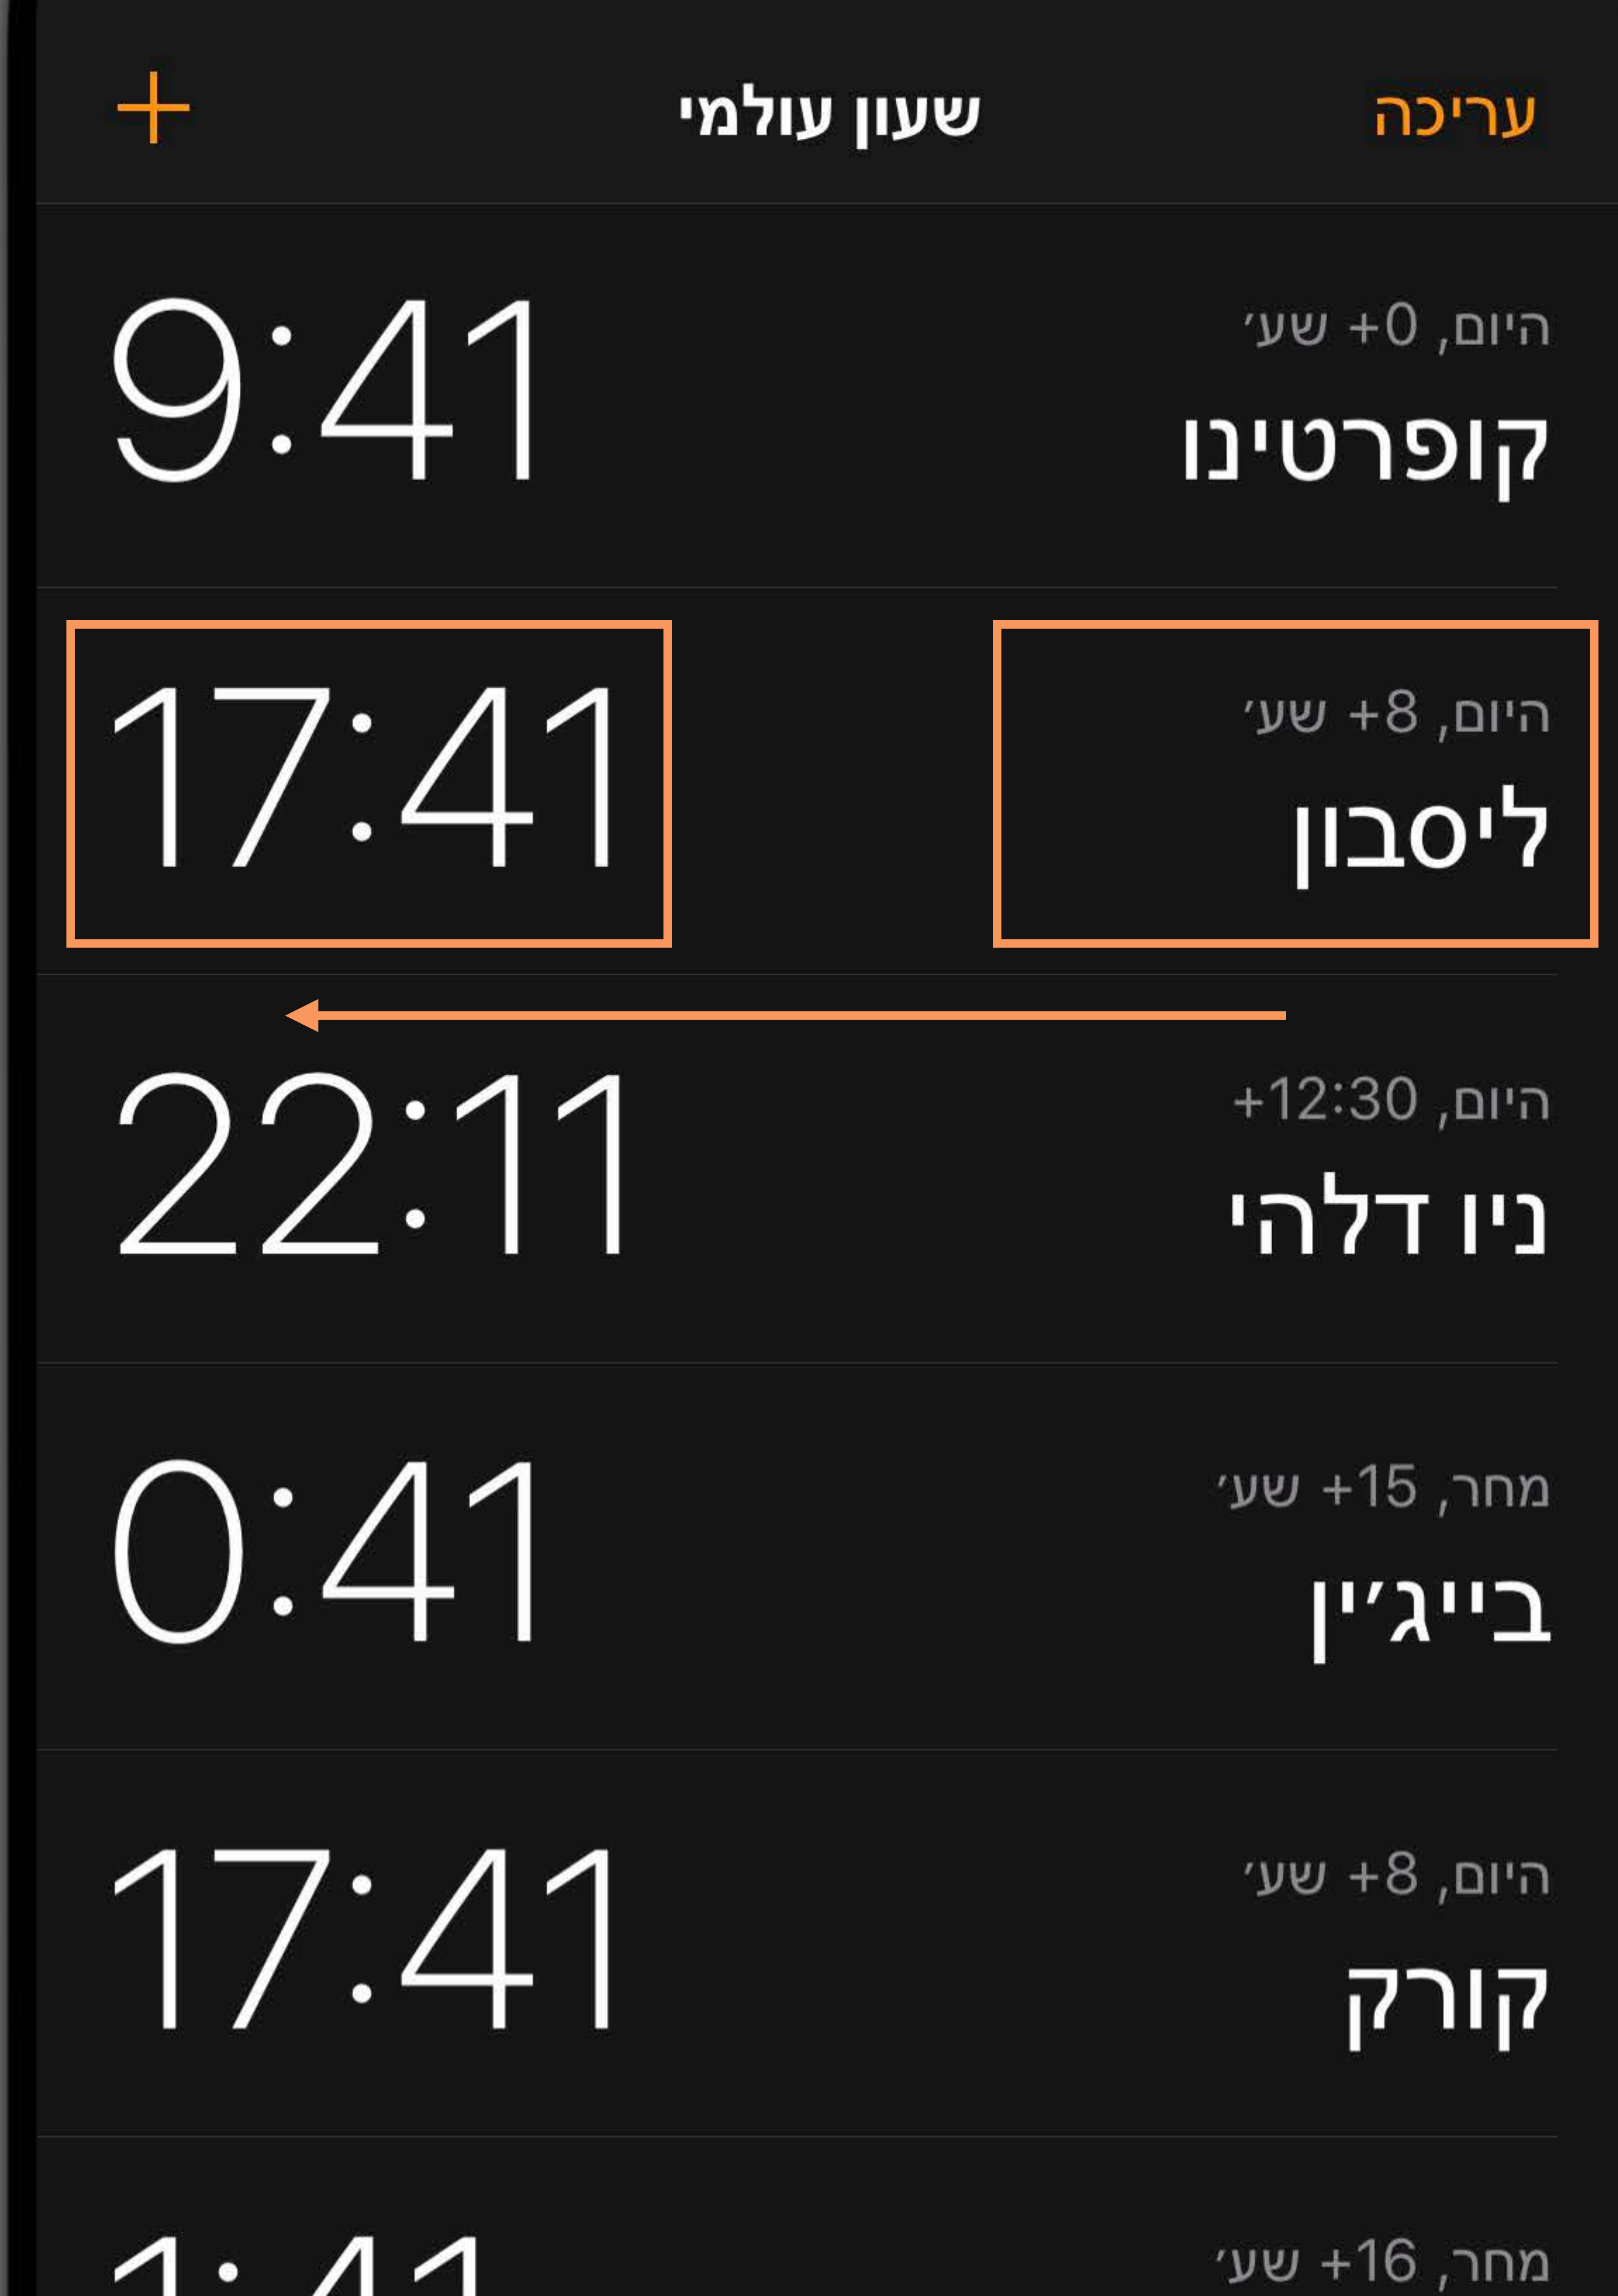 עריכה
שעון עולמי
+
היום, 0+ שע׳
קופרטינו
9:41
היום, 8+ שע׳
ליסבון
17:41
היום, 12:30+
ניו דלהי
22:11
מחר, 15+ שע׳
בייג׳ין
0:41
היום, 8+ שע׳
קורק
17:41
מחר, 16+ שע׳
1:41